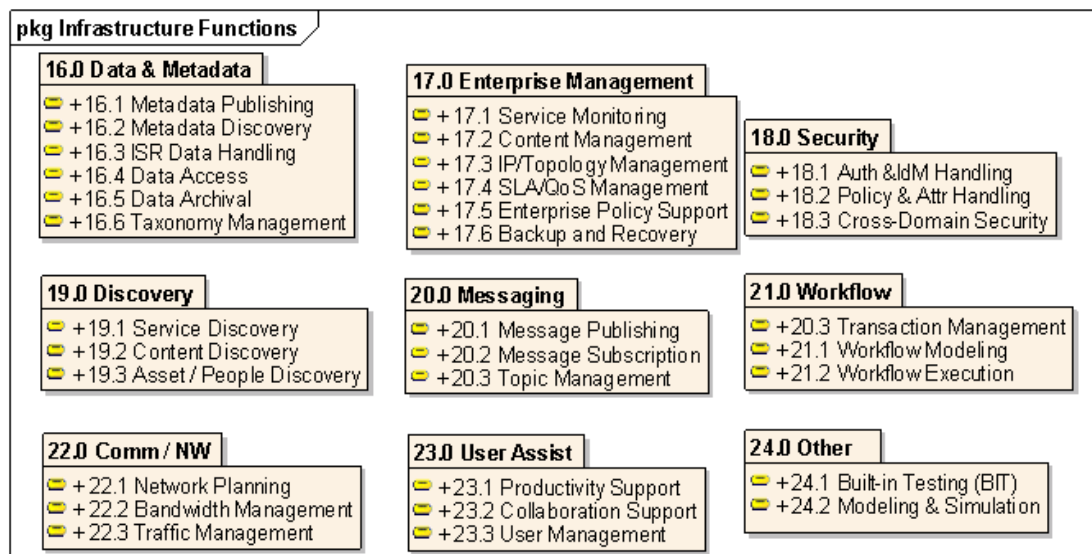 pkg Infrastructure Functions
16.0 Data & Metadata
+16.1 Metadata Publishing
+16.2 Metadata Discovery
+16.3 ISR Data Handling
+16.4 Data Access
+16.5 Data Archival
+16.6 Taxonomy Management
17.0 Enterprise Management
+17.1 Service Monitoring
+17.2 Content Management
+17.3 IP/Topology Management
+17.4 SLA/QoS Management
+17.5 Enterprise Policy Support
+17.6 Backup and Recovery
18.0 Security
+18.1 Auth &IdM Handling
+18.2 Policy & Attr Handling
+18.3 Cross-Domain Security
19.0 Discovery
+19.1 Service Discovery
+19.2 Content Discovery
+19.3 Asset / People Discovery
20.0 Messaging
+20.1 Message Publishing
+20.2 Message Subscription
+20.3 Topic Management
21.0 Workflow
+20.3 Transaction Management
+21.1 Workflow Modeling
+21.2 Workflow Execution
22.0 Comm / NW
+22.1 Network Planning
+22.2 Bandwidth Management
+22.3 Traffic Management
23.0 User Assist
+23.1 Productivity Support
+23.2 Collaboration Support
+23.3 User Management
24.0 Other
+24.1 Built-in Testing (BIT)
+24.2 Modeling & Simulation